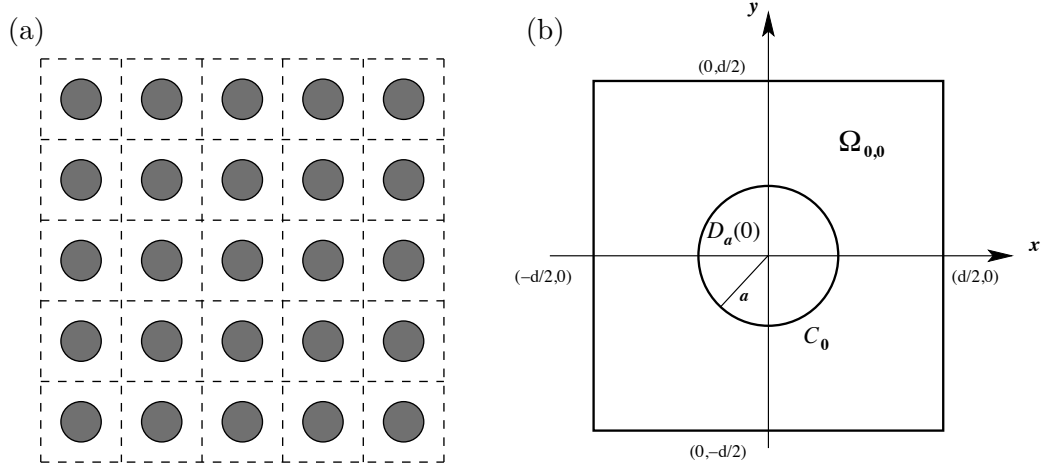 (a)
(b)
y
(0,d/2)
Ω0,0
Da(0)
x
(−d/2,0)
(d/2,0)
a
C0
(0,−d/2)